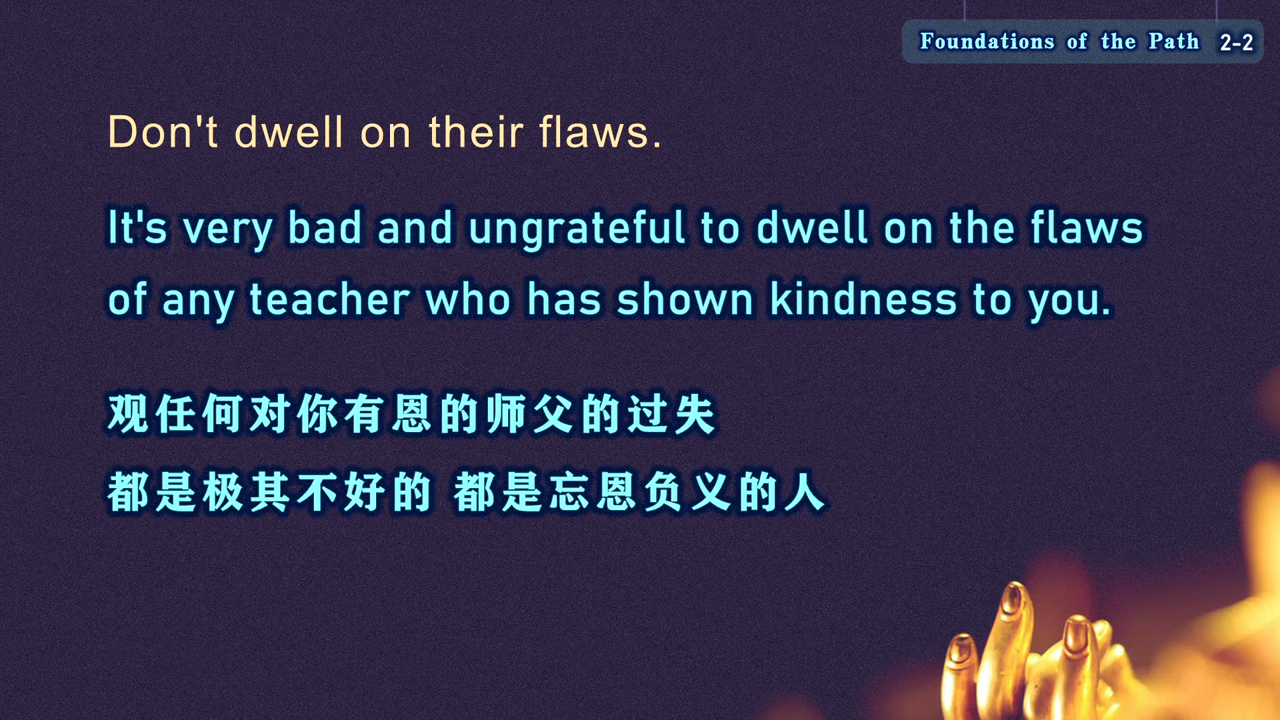 Foundations of the Path 2-2
Don't dwell on their flaws.
It's very bad and ungrateful to dwell on the flaws
of any teacher who has shown kindness to you.
观任何对你有恩的师父的过失
都是极其不好的 都是忘恩负义的人